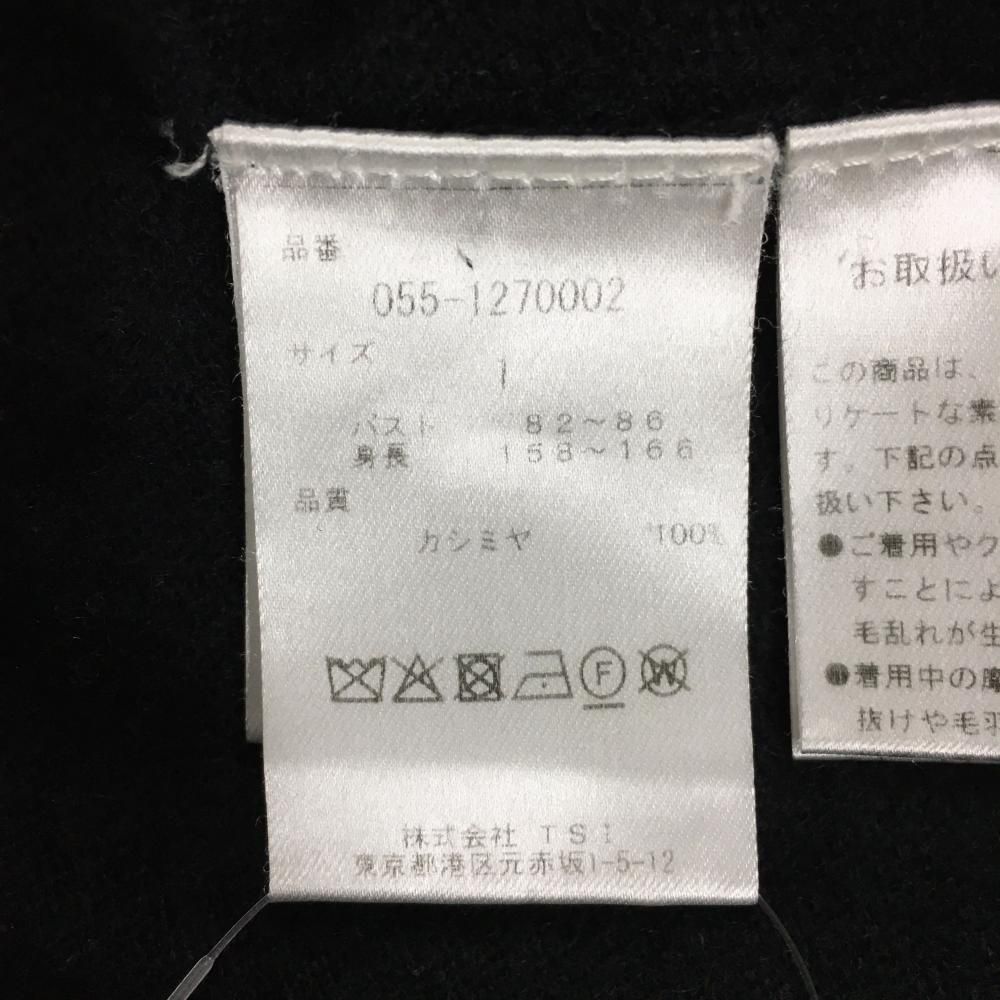 品番
055-1270002
サイズ
1
バスト 82~86
身長 158~166
品質
カシミヤ 100%
F
W
株式会社 TSI
東京都港区元赤坂1-5-12
お取扱い
この商品は、
リケートな素
す。下記の点
扱い下さい。
●ご着用やク
すことによ
毛乱れが生
●着用中の摩
抜けや毛羽